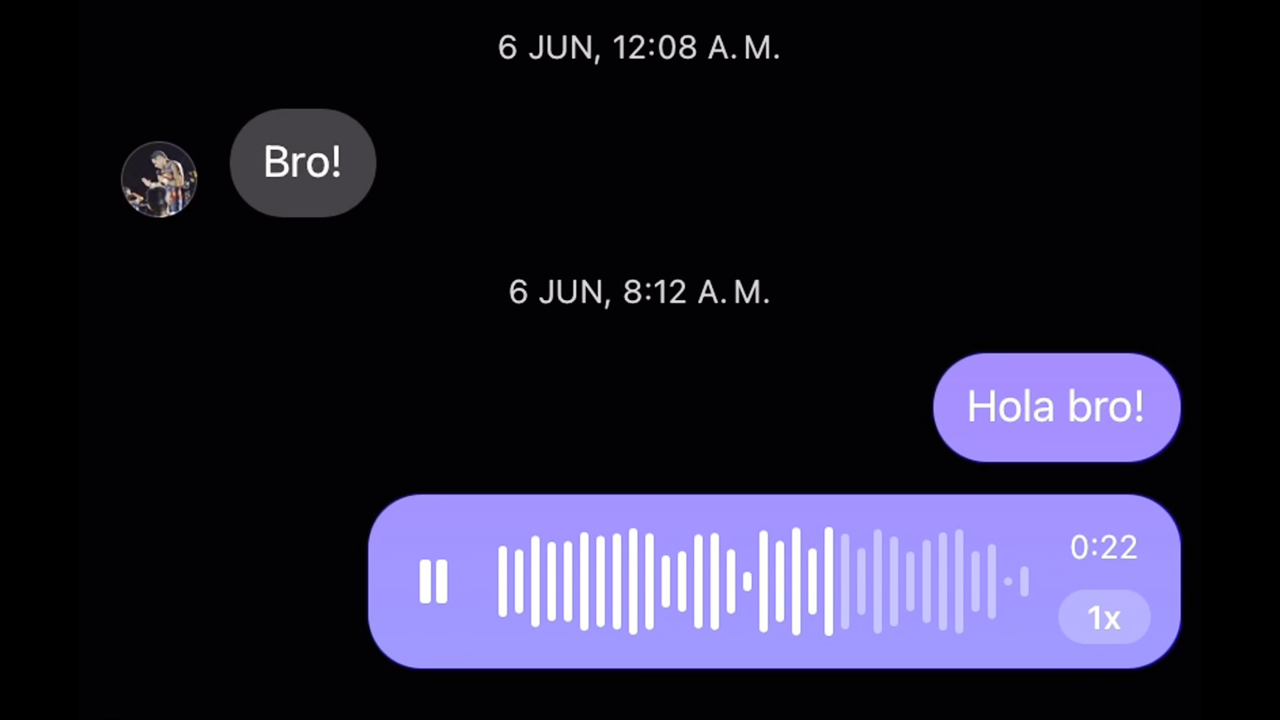 6 JUN, 12:08 A. M.
Bro!
6 JUN, 8:12 A. M.
Hola bro!
0:22
1x